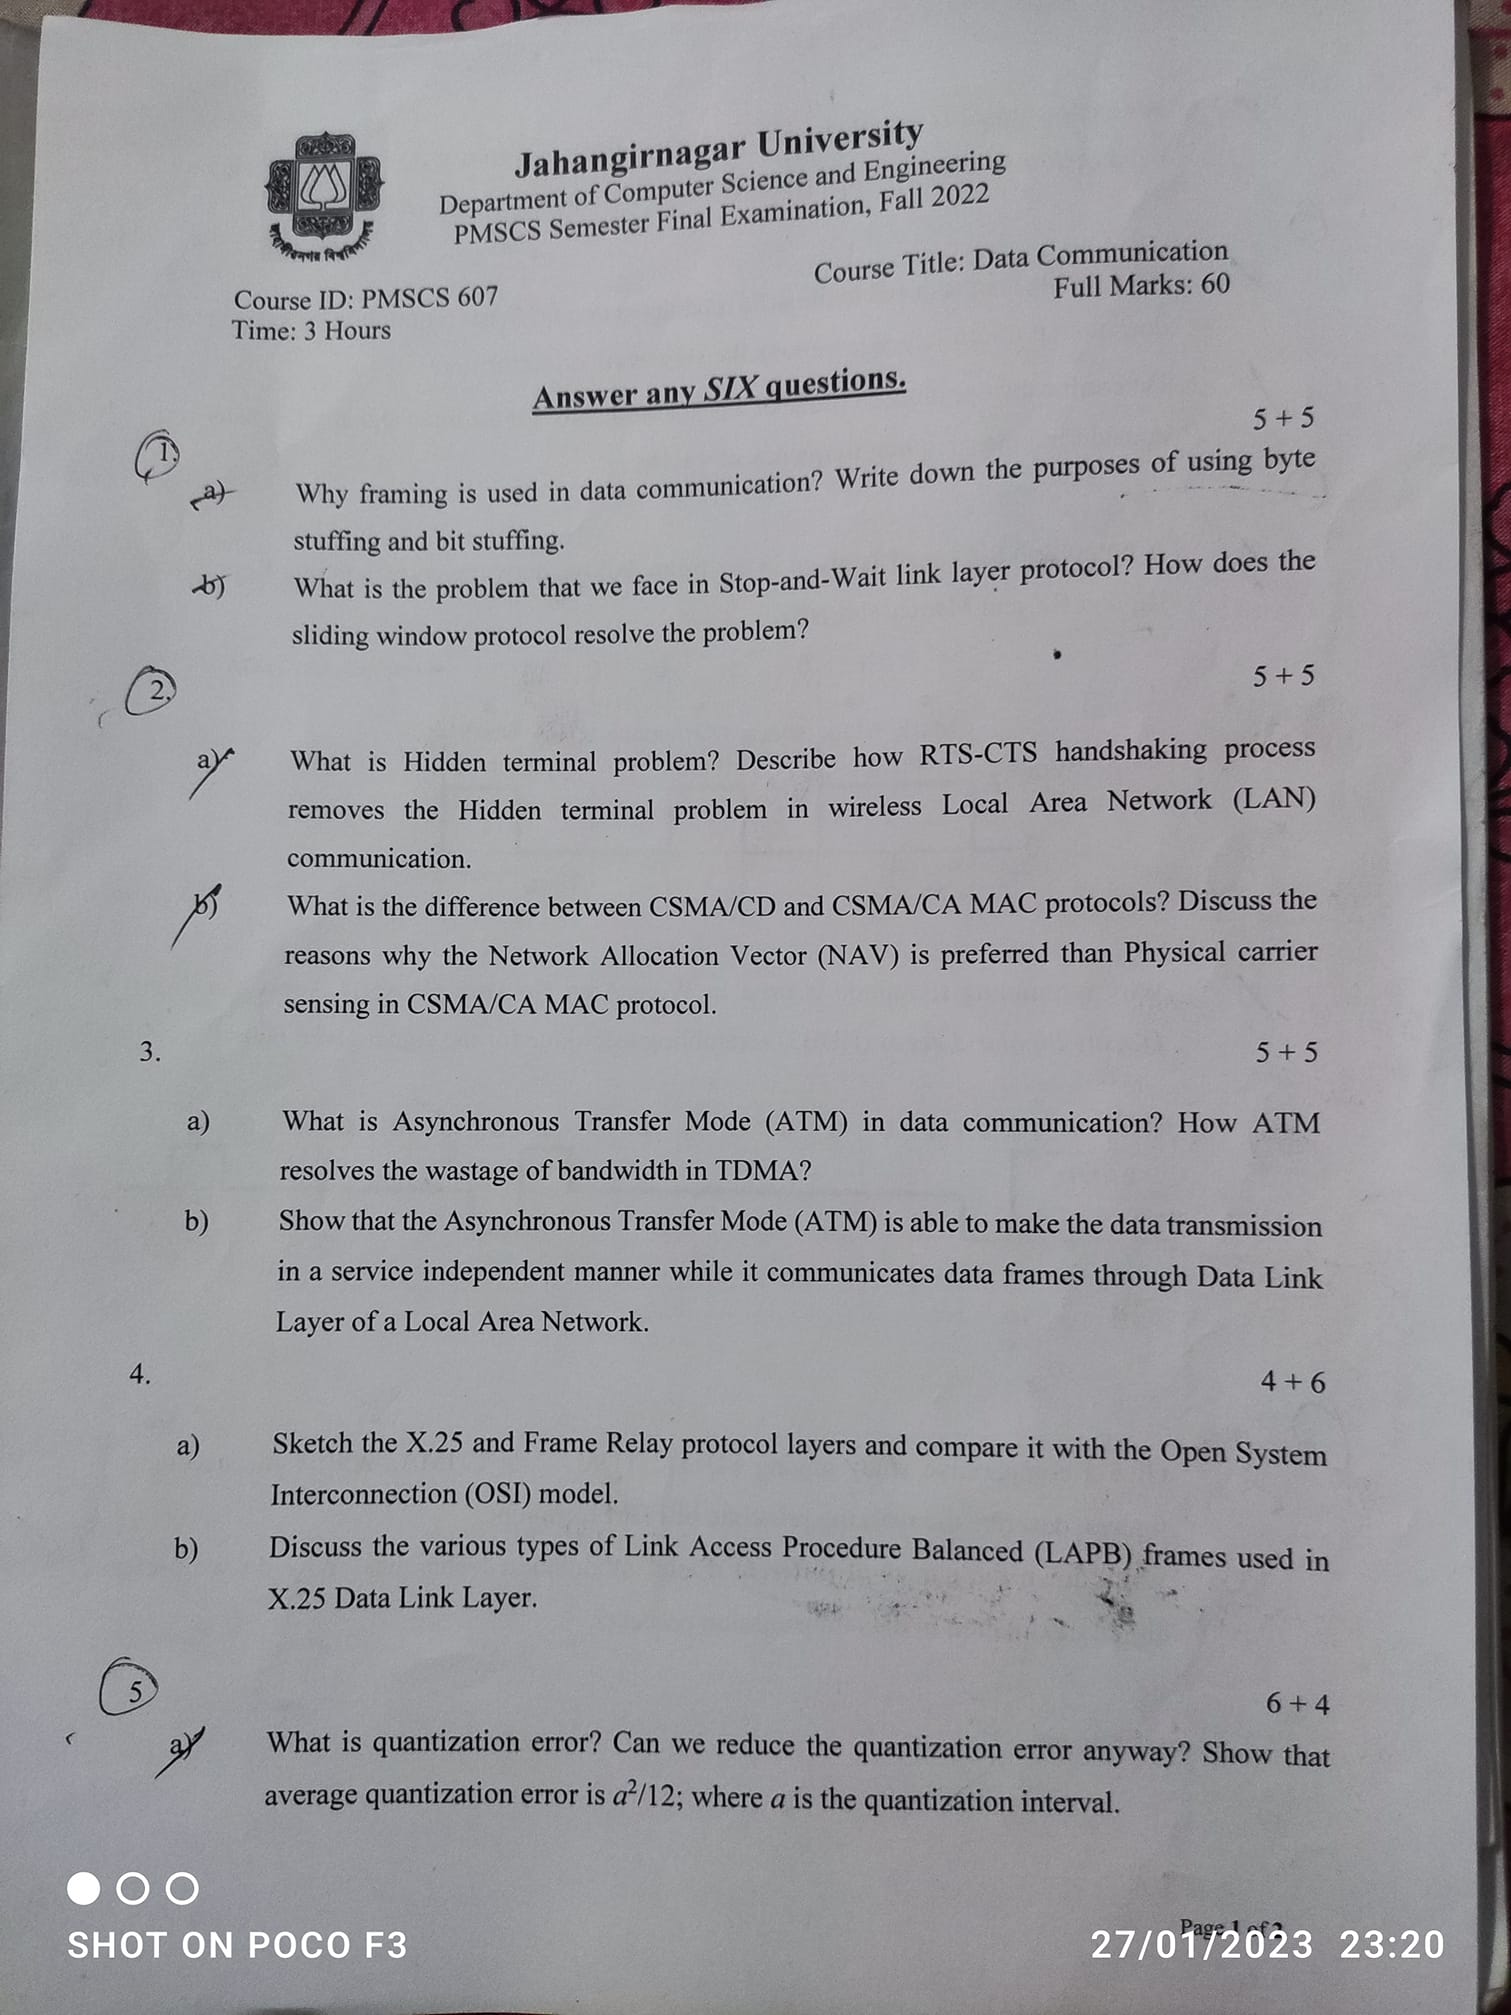 Jahangirnagar University
Department of Computer Science and Engineering
PMSCS Semester Final Examination, Fall 2022
Course Title: Data Communication
Course ID: PMSCS 607
Full Marks: 60
Time: 3 Hours
Answer any SIX questions.
5 + 5
1.
a) Why framing is used in data communication? Write down the purposes of using byte
stuffing and bit stuffing.
b) What is the problem that we face in Stop-and-Wait link layer protocol? How does the
sliding window protocol resolve the problem?
2. 5 + 5
a) What is Hidden terminal problem? Describe how RTS-CTS handshaking process
removes the Hidden terminal problem in wireless Local Area Network (LAN)
communication.
b) What is the difference between CSMA/CD and CSMA/CA MAC protocols? Discuss the
reasons why the Network Allocation Vector (NAV) is preferred than Physical carrier
sensing in CSMA/CA MAC protocol.
3. 5 + 5
a) What is Asynchronous Transfer Mode (ATM) in data communication? How ATM
resolves the wastage of bandwidth in TDMA?
b) Show that the Asynchronous Transfer Mode (ATM) is able to make the data transmission
in a service independent manner while it communicates data frames through Data Link
Layer of a Local Area Network.
4. 4 + 6
a) Sketch the X.25 and Frame Relay protocol layers and compare it with the Open System
Interconnection (OSI) model.
b) Discuss the various types of Link Access Procedure Balanced (LAPB) frames used in
X.25 Data Link Layer.
5 6 + 4
a) What is quantization error? Can we reduce the quantization error anyway? Show that
average quantization error is a²/12; where a is the quantization interval.
Page 1 of 2
SHOT ON POCO F3
27/01/2023 23:20